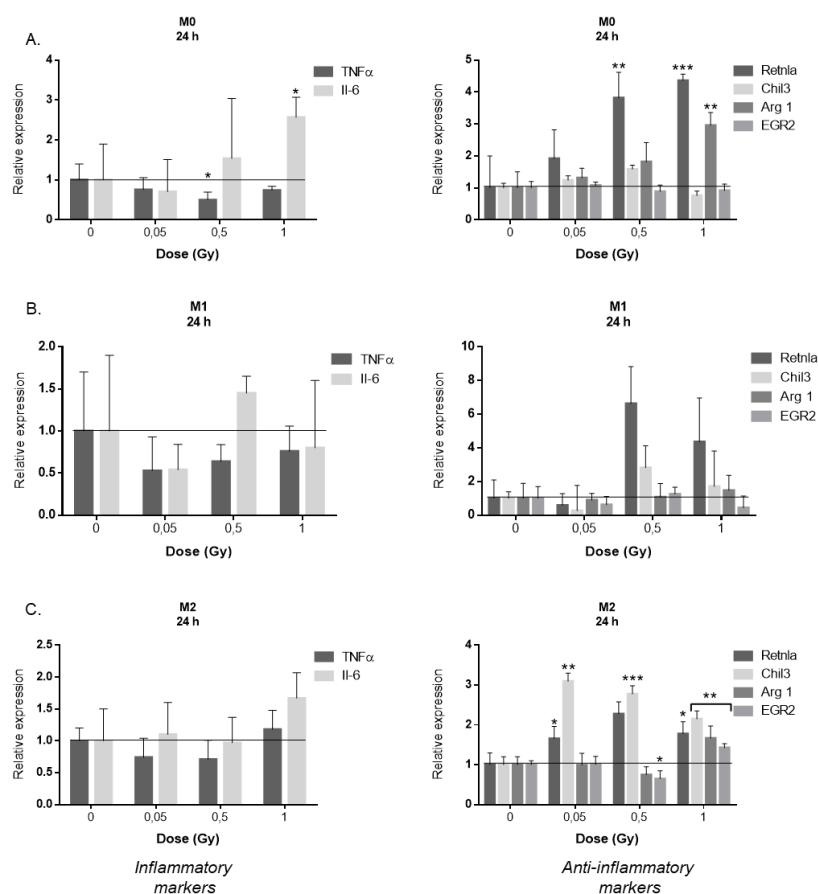 A.
M0
24 h
TNFα
Il-6
Relative expression
4
3
2
1
0
*
*
0
0,05
0,5
1
Dose (Gy)
M0
24 h
Retnla
Chil3
Arg 1
EGR2
Relative expression
5
4
3
2
1
0
**
***
**
0
0,05
0,5
1
Dose (Gy)
B.
M1
24 h
TNFα
Il-6
Relative expression
2.0
1.5
1.0
0.5
0.0
0
0,05
0,5
1
Dose (Gy)
M1
24 h
Retnla
Chil3
Arg 1
EGR2
Relative expression
10
8
6
4
2
0
0
0,05
0,5
1
Dose (Gy)
C.
M2
24 h
TNFα
Il-6
Relative expression
2.5
2.0
1.5
1.0
0.5
0.0
0
0,05
0,5
1
Dose (Gy)
Inflammatory
markers
M2
24 h
Retnla
Chil3
Arg 1
EGR2
Relative expression
4
3
2
1
0
*
**
***
*
*
**
0
0,05
0,5
1
Dose (Gy)
Anti-inflammatory
markers